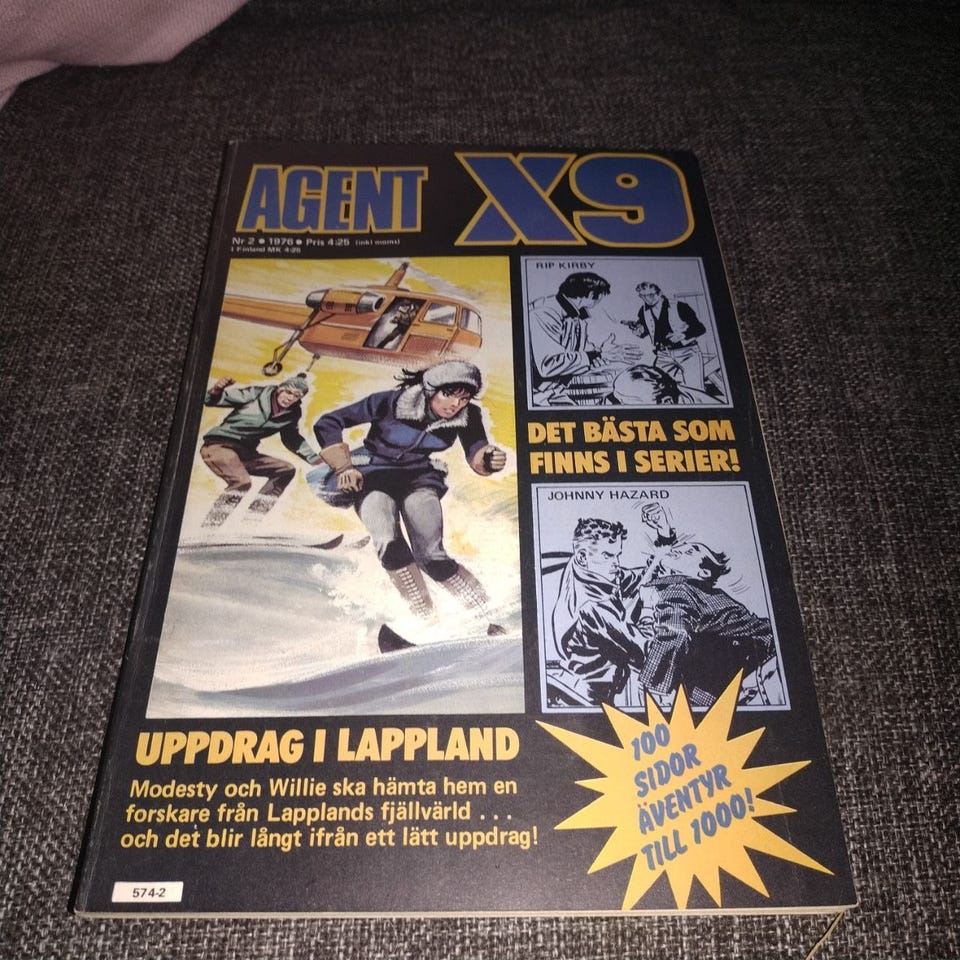 AGENT X9
Nr 2 ● 1976 ● Pris 4:25 (inkl moms)
I Finland MK 4:25
RIP KIRBY
DET BÄSTA SOM
FINNS I SERIER!
JOHNNY HAZARD
UPPDRAG I LAPPLAND
Modesty och Willie ska hämta hem en
forskare från Lapplands fjällvärld . . .
och det blir långt ifrån ett lätt uppdrag!
100
SIDOR
ÄVENTYR
TILL 1000!
574-2